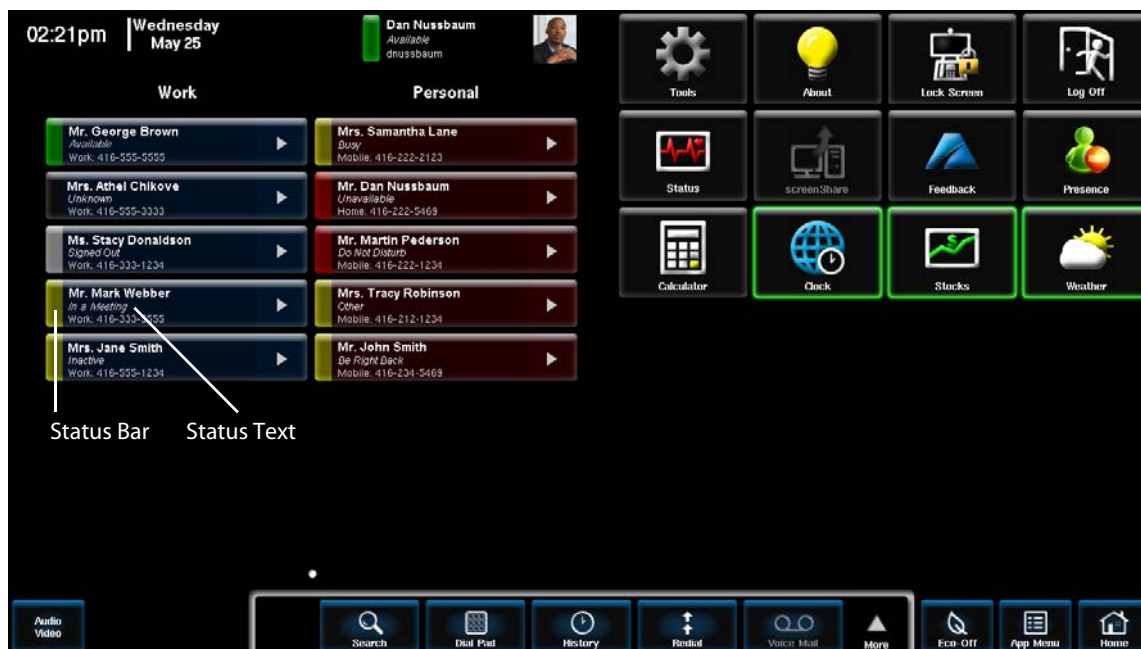 02:21pm
Wednesday
May 25
Dan Nussbaum
Available
dnussbaum
Work
Mr. George Brown
Available
Work: 416-555-5555
Mrs. Athel Chikove
Unknown
Work: 416-555-3333
Ms. Stacy Donaldson
Signed Out
Work: 416-333-1234
Mr. Mark Webber
In a Meeting
Work: 416-333-5555
Mrs. Jane Smith
Inactive
Work: 416-555-1234
Personal
Mrs. Samantha Lane
Busy
Mobile: 416-222-2123
Mr. Dan Nussbaum
Unavailable
Home: 416-222-5469
Mr. Martin Pederson
Do Not Disturb
Mobile: 416-222-1234
Mrs. Tracy Robinson
Other
Mobile: 416-212-1234
Mr. John Smith
Be Right Back
Mobile: 416-234-5469
Status Bar
Status Text
Tools
About
Lock Screen
Log Off
Status
screenShare
Feedback
Presence
Calculator
Clock
Stocks
Weather
Audio
Video
Search
Dial Pad
History
Redial
Voice Mail
More
Eco-Off
App Menu
Home